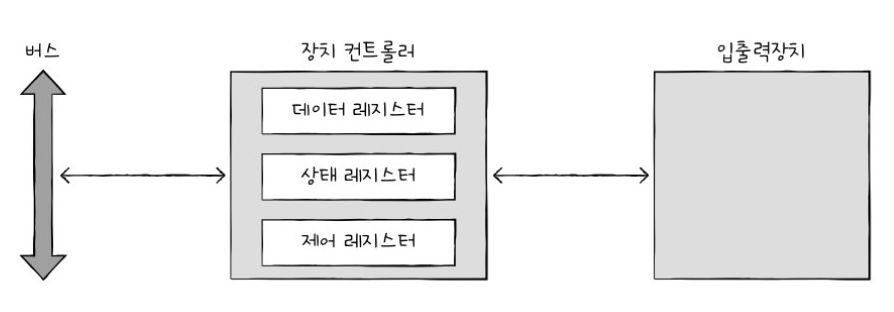 버스
장치 컨트롤러
입출력장치
데이터 레지스터
상태 레지스터
제어 레지스터